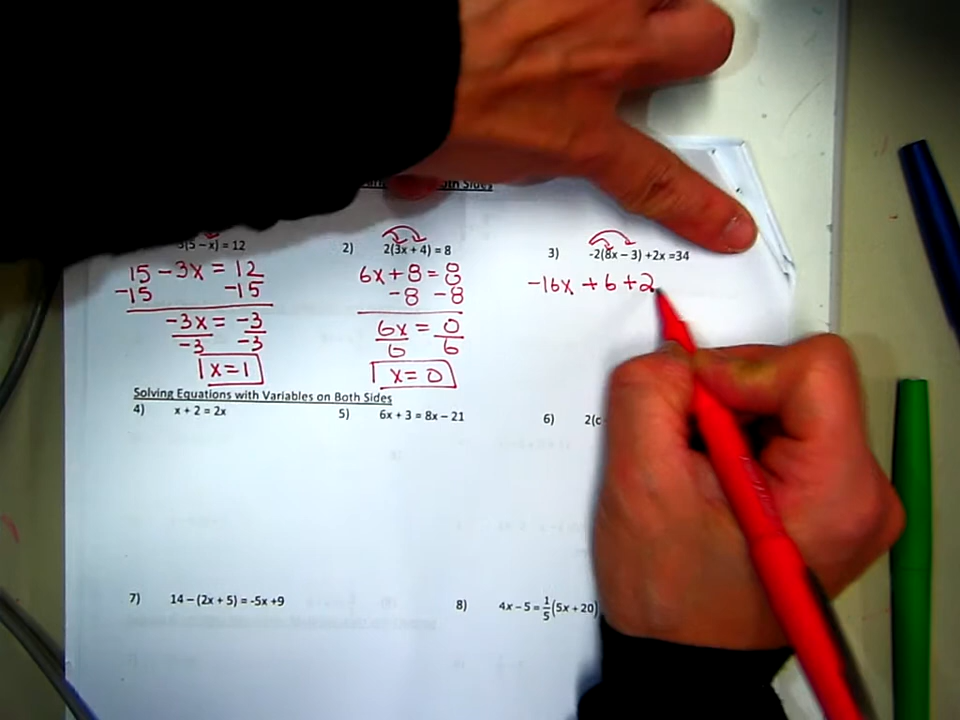 Both Sides
(5 – x) = 12
15 - 3x = 12
-15 -15
-3x = -3
-3 -3
x=1
2) 2(3x + 4) = 8
6x+8=8
-8 -8
6x = 0
6 6
x= 0
3) -2(8x – 3) +2x =34
-16x +6 +2
Solving Equations with Variables on Both Sides
4) x + 2 = 2x
5) 6x + 3 = 8x – 21
6) 2(c
7) 14 – (2x + 5) = -5x +9
8) 4x – 5 = 1/5 (5x + 20)